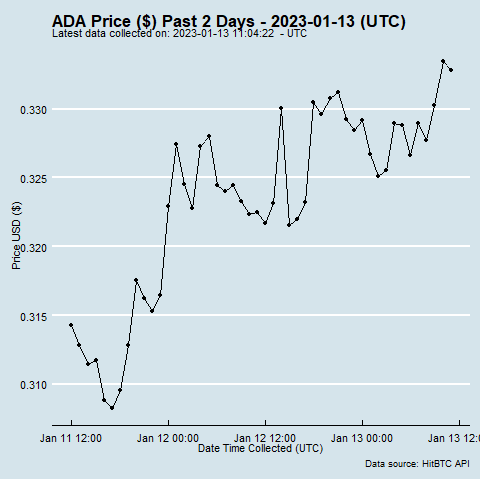 ADA Price ($) Past 2 Days - 2023-01-13 (UTC)
Latest data collected on: 2023-01-13 11:04:22 - UTC
Price USD ($)
0.330
0.325
0.320
0.315
0.310
Jan 11 12:00 Jan 12 00:00 Jan 12 12:00 Jan 13 00:00 Jan 13 12:0
Date Time Collected (UTC)
Data source: HitBTC API